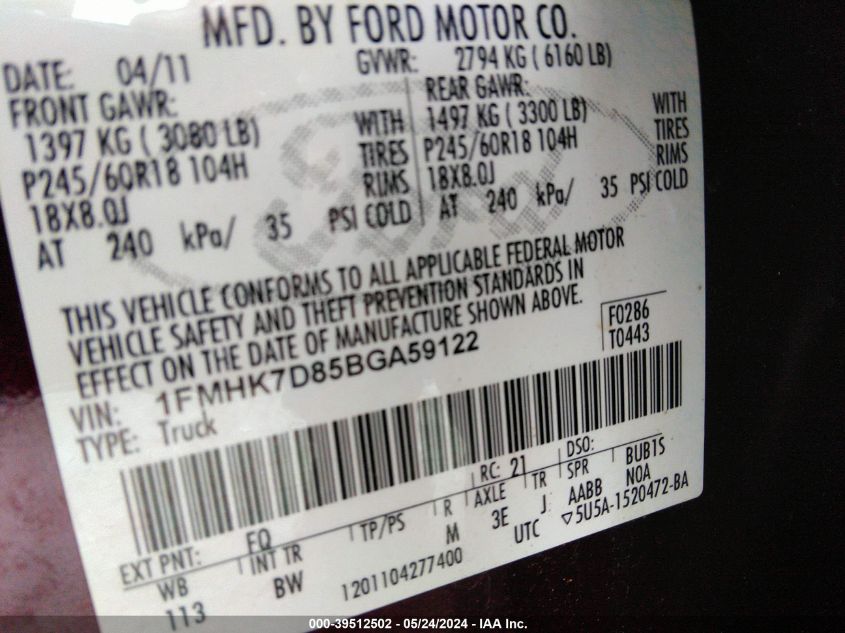 MFD. BY FORD MOTOR CO.
DATE: 04/11 GVWR: 2794 KG ( 6160 LB)
FRONT GAWR: REAR GAWR:
1397 KG ( 3080 LB) WITH 1497 KG ( 3300 LB) WITH
P245/60R18 104H TIRES P245/60R18 104H TIRES
18X8.0J RIMS 18X8.0J RIMS
AT 240 kPa/ 35 PSI COLD AT 240 kPa/ 35 PSI COLD
THIS VEHICLE CONFORMS TO ALL APPLICABLE FEDERAL MOTOR
VEHICLE SAFETY AND THEFT PREVENTION STANDARDS IN
EFFECT ON THE DATE OF MANUFACTURE SHOWN ABOVE.
F0286
T0443
VIN: 1FMHK7D85BGA59122
TYPE: Truck
EXT PNT: FQ RC: 21 DSO:
WB INT TR TP/PS R AXLE TR SPR BUB1S
113 BW M 3E J AABB NOA
1201104277400 UTC ▽5U5A-1520472-BA
000-39512502 - 05/24/2024 - IAA Inc.